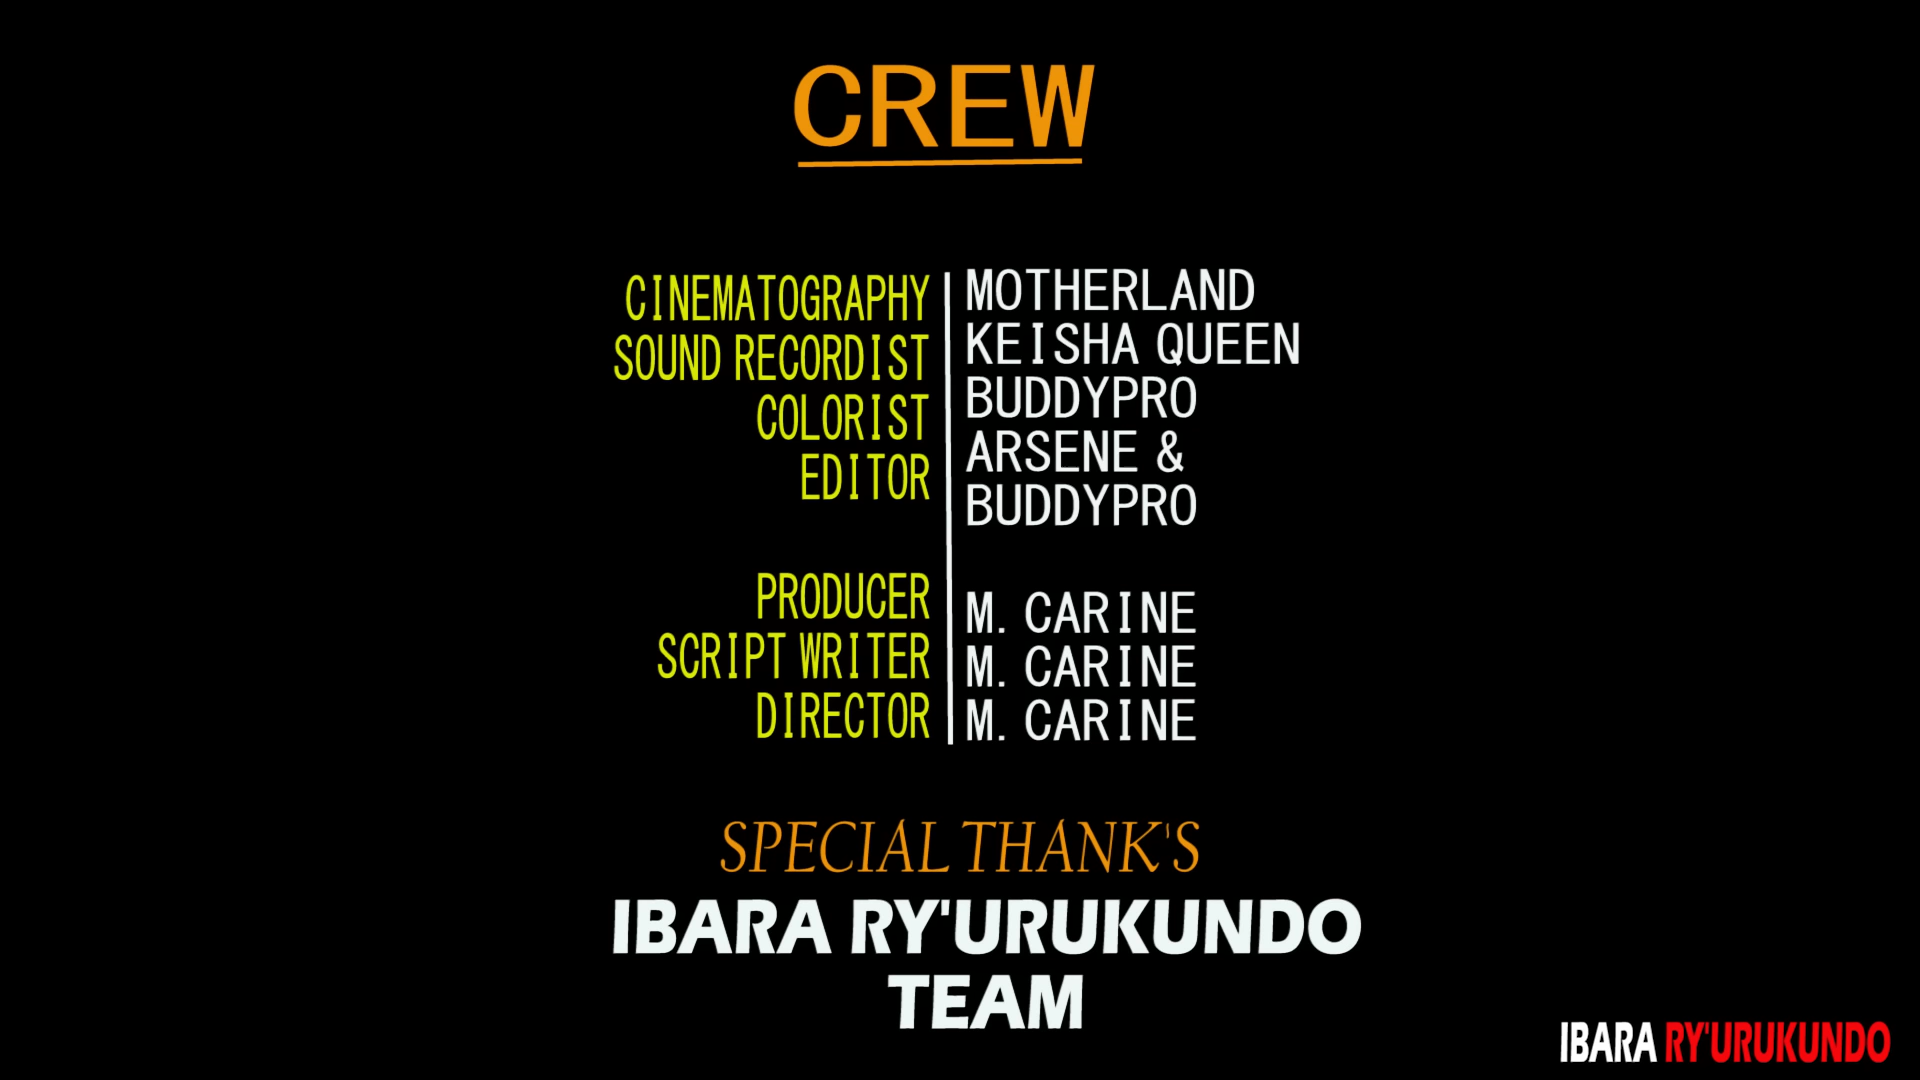 CREW
CINEMATOGRAPHY
SOUND RECORDIST
COLORIST
EDITOR
PRODUCER
SCRIPT WRITER
DIRECTOR
MOTHERLAND
KEISHA QUEEN
BUDDYPRO
ARSENE &
BUDDYPRO
M. CARINE
M. CARINE
M. CARINE
SPECIAL THANK'S
IBARA RY'URUKUNDO
TEAM
IBARA RY'URUKUNDO